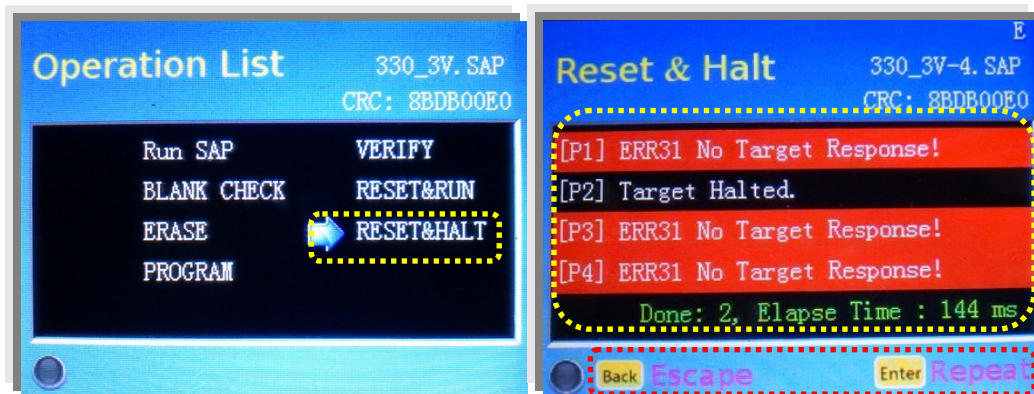 Operation List
330_3V.SAP
CRC: 8BDB00E0
Run SAP VERIFY
BLANK CHECK RESET&RUN
ERASE RESET&HALT
PROGRAM
E
Reset & Halt
330_3V-4.SAP
CRC: 8BDB00E0
[P1] ERR31 No Target Response!
[P2] Target Halted.
[P3] ERR31 No Target Response!
[P4] ERR31 No Target Response!
Done: 2, Elapse Time : 144 ms
Back Escape Enter Repeat